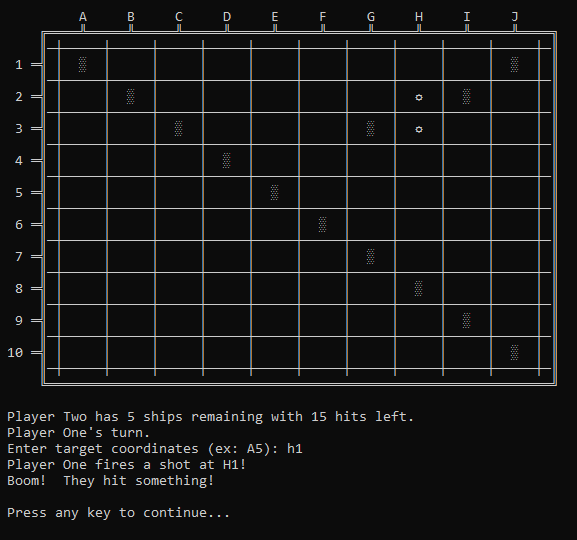 A B C D E F G H I J
1
2
3
4
5
6
7
8
9
10
Player Two has 5 ships remaining with 15 hits left.
Player One's turn.
Enter target coordinates (ex: A5): h1
Player One fires a shot at H1!
Boom!  They hit something!
Press any key to continue...